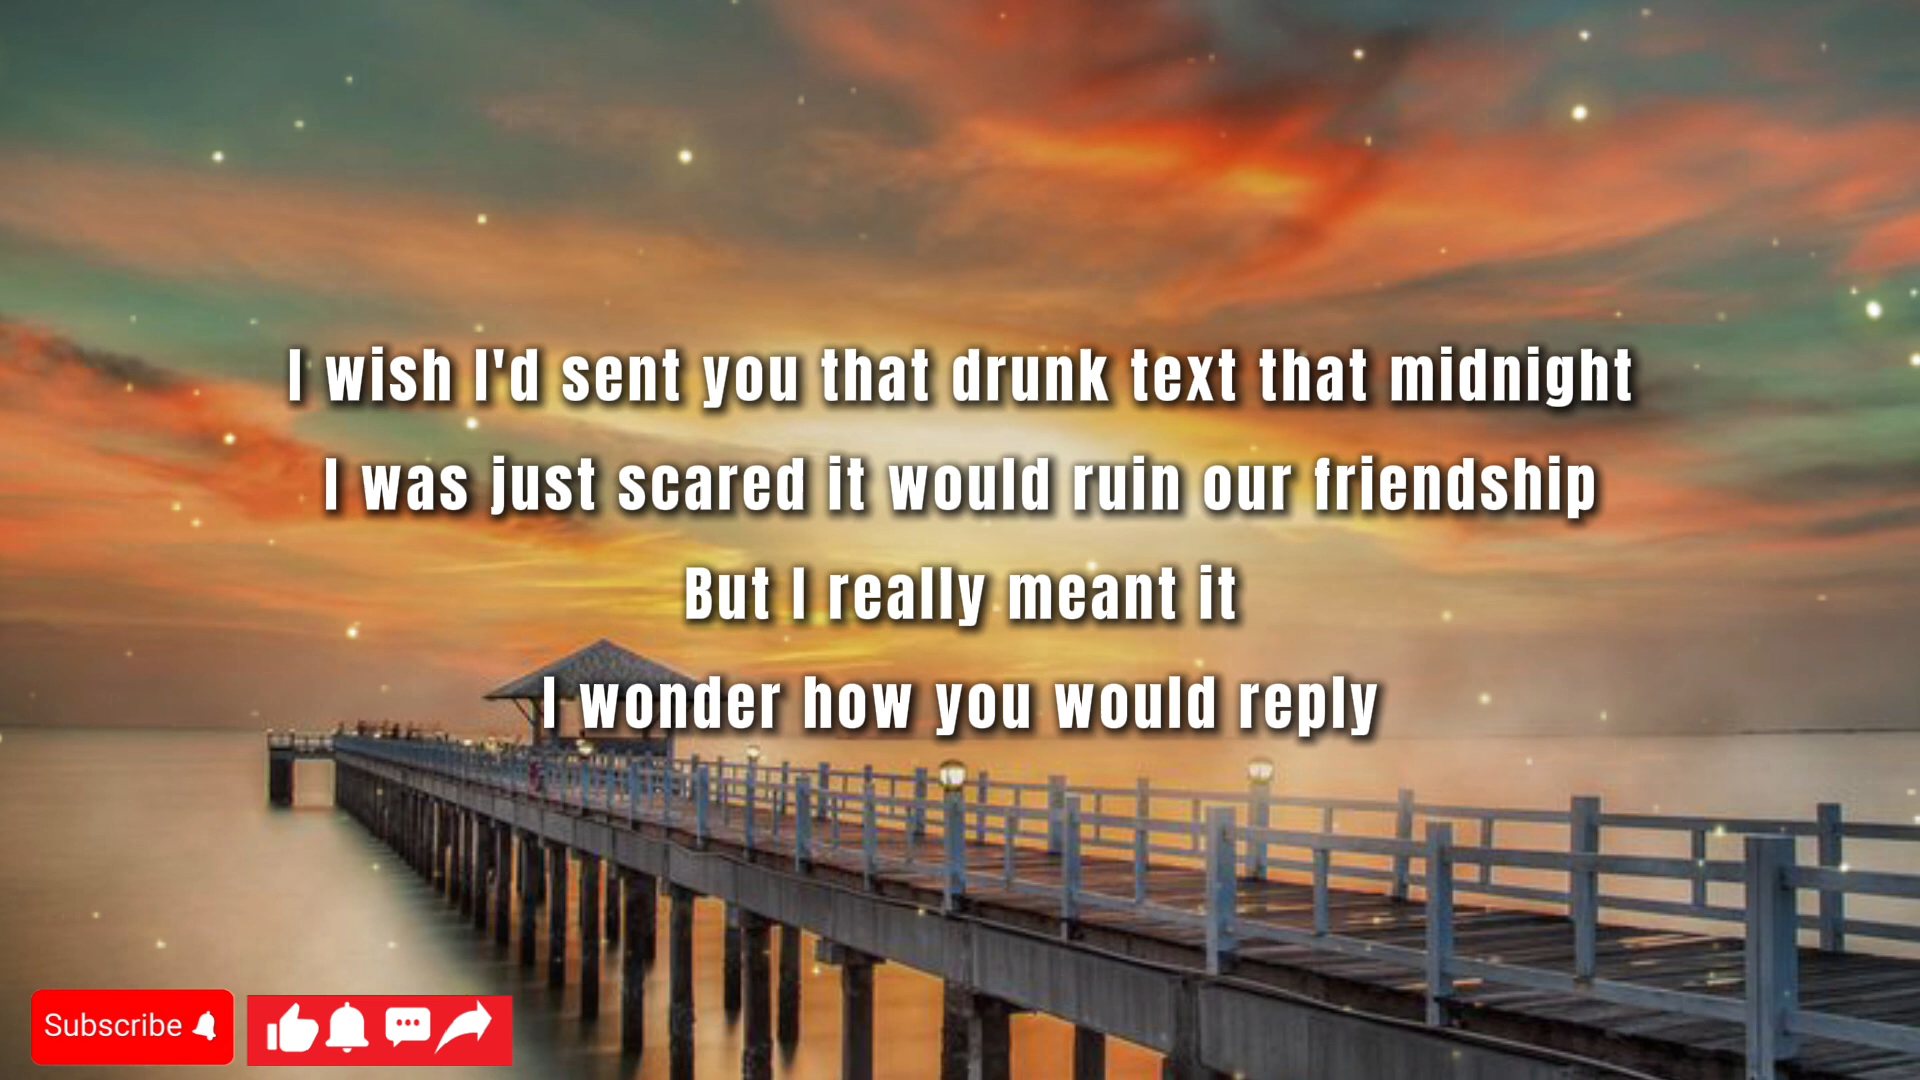 I wish I'd sent you that drunk text that midnight
I was just scared it would ruin our friendship
But I really meant it
I wonder how you would reply
Subscribe